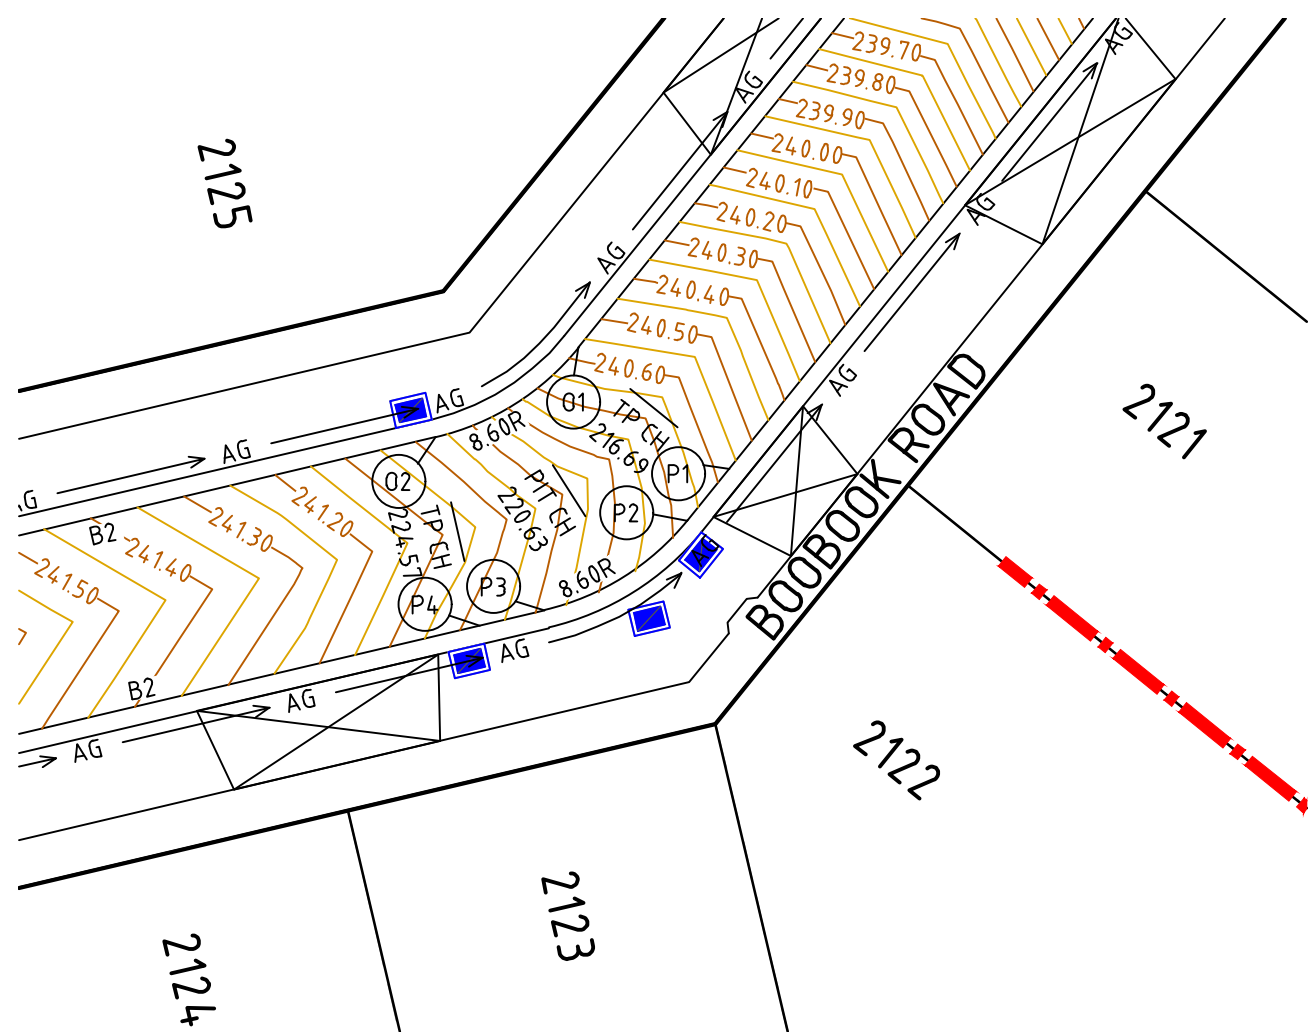 239.70
AG
239.80
AG
239.90
240.00
2125
240.10
AG
240.20
AG
240.30
240.40
240.50
240.60
BOOBOOK ROAD
AG
AG
O1
TP CH
216.69
2121
8.60R
AG
O2
P1
AG
PIT CH
220.63
241.20
P2
TP CH
224.57
241.30
B2
241.40
AG
241.50
P3
8.60R
P4
AG
B2
AG
AG
2122
2123
2124